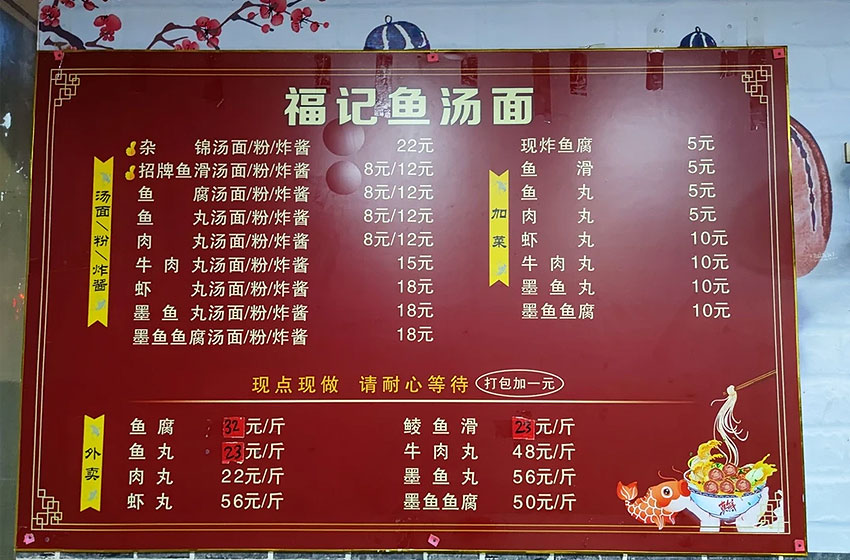 福记鱼汤面
汤面/粉/炸酱
杂锦汤面/粉/炸酱 22元
招牌鱼滑汤面/粉/炸酱 8元/12元
鱼腐汤面/粉/炸酱 8元/12元
鱼丸汤面/粉/炸酱 8元/12元
肉丸汤面/粉/炸酱 8元/12元
牛肉丸汤面/粉/炸酱 15元
虾丸汤面/粉/炸酱 18元
墨鱼丸汤面/粉/炸酱 18元
墨鱼鱼腐汤面/粉/炸酱 18元
加菜
现炸鱼腐 5元
鱼滑 5元
鱼丸 5元
肉丸 5元
虾丸 10元
牛肉丸 10元
墨鱼丸 10元
墨鱼鱼腐 10元
现点现做 请耐心等待 打包加一元
外卖
鱼腐 32元/斤
鱼丸 23元/斤
肉丸 22元/斤
虾丸 56元/斤
鲮鱼滑 23元/斤
牛肉丸 48元/斤
墨鱼丸 56元/斤
墨鱼鱼腐 50元/斤